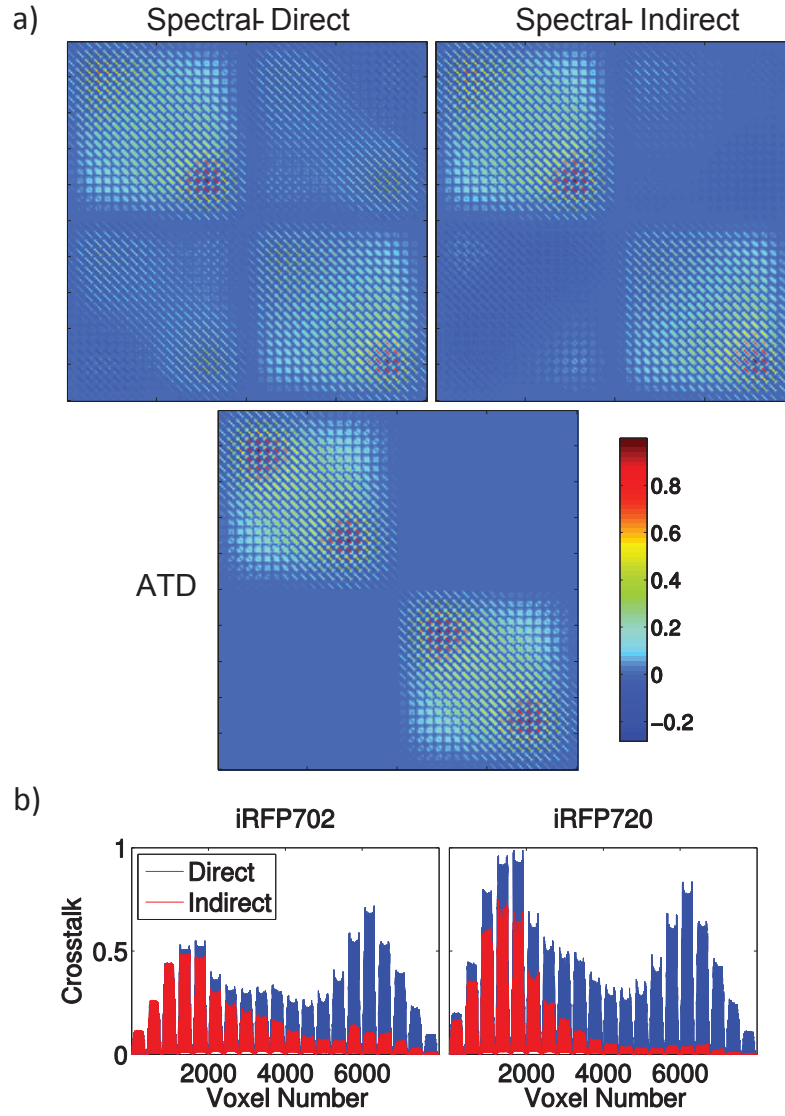 a)
Spectral- Direct
Spectral- Indirect
ATD
0.8
0.6
0.4
0.2
0
−0.2
b)
iRFP702
iRFP720
1
0.5
0
Crosstalk
Direct
Indirect
2000 4000 6000
2000 4000 6000
Voxel Number
Voxel Number